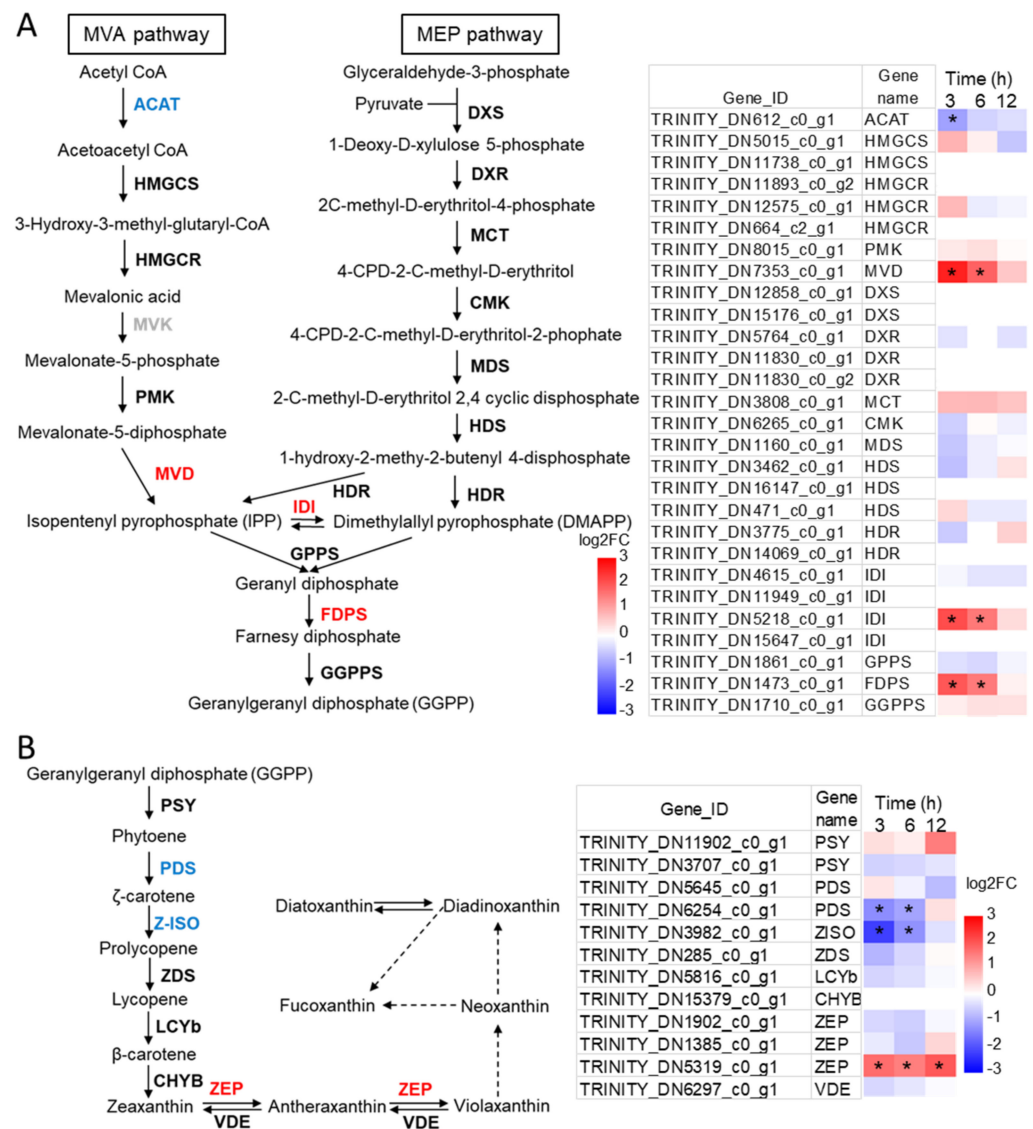 A
MVA pathway
MEP pathway
Acetyl CoA
ACAT
Acetoacetyl CoA
HMGCS
3-Hydroxy-3-methyl-glutaryl-CoA
HMGCR
Mevalonic acid
MVK
Mevalonate-5-phosphate
PMK
Mevalonate-5-diphosphate
MVD
Glyceraldehyde-3-phosphate
Pyruvate
DXS
1-Deoxy-D-xylulose 5-phosphate
DXR
2C-methyl-D-erythritol-4-phosphate
MCT
4-CPD-2-C-methyl-D-erythritol
CMK
4-CPD-2-C-methyl-D-erythritol-2-phophate
MDS
2-C-methyl-D-erythritol 2,4 cyclic disphosphate
HDS
1-hydroxy-2-methy-2-butenyl 4-disphosphate
HDR
HDR
Isopentenyl pyrophosphate (IPP)
IDI
Dimethylallyl pyrophosphate (DMAPP)
GPPS
Geranyl diphosphate
FDPS
Farnesy diphosphate
GGPPS
Geranylgeranyl diphosphate (GGPP)
log2FC
3
2
1
0
-1
-2
-3
Gene_ID Gene name Time (h)
3 6 12
TRINITY_DN612_c0_g1 ACAT *
TRINITY_DN5015_c0_g1 HMGCS
TRINITY_DN11738_c0_g1 HMGCS
TRINITY_DN11893_c0_g2 HMGCR
TRINITY_DN12575_c0_g1 HMGCR
TRINITY_DN664_c2_g1 HMGCR
TRINITY_DN8015_c0_g1 PMK
TRINITY_DN7353_c0_g1 MVD * *
TRINITY_DN12858_c0_g1 DXS
TRINITY_DN15176_c0_g1 DXS
TRINITY_DN5764_c0_g1 DXR
TRINITY_DN11830_c0_g1 DXR
TRINITY_DN11830_c0_g2 DXR
TRINITY_DN3808_c0_g1 MCT
TRINITY_DN6265_c0_g1 CMK
TRINITY_DN1160_c0_g1 MDS
TRINITY_DN3462_c0_g1 HDS
TRINITY_DN16147_c0_g1 HDS
TRINITY_DN471_c0_g1 HDS
TRINITY_DN3775_c0_g1 HDR
TRINITY_DN14069_c0_g1 HDR
TRINITY_DN4615_c0_g1 IDI
TRINITY_DN11949_c0_g1 IDI
TRINITY_DN5218_c0_g1 IDI * *
TRINITY_DN15647_c0_g1 IDI
TRINITY_DN1861_c0_g1 GPPS
TRINITY_DN1473_c0_g1 FDPS * *
TRINITY_DN1710_c0_g1 GGPPS
B
Geranylgeranyl diphosphate (GGPP)
PSY
Phytoene
PDS
ζ-carotene
Z-ISO
Prolycopene
ZDS
Lycopene
LCYb
β-carotene
CHYB
Zeaxanthin
ZEP
VDE
Antheraxanthin
ZEP
VDE
Violaxanthin
Diatoxanthin
Diadinoxanthin
Fucoxanthin
Neoxanthin
Gene_ID Gene name Time (h)
3 6 12
TRINITY_DN11902_c0_g1 PSY
TRINITY_DN3707_c0_g1 PSY
TRINITY_DN5645_c0_g1 PDS
TRINITY_DN6254_c0_g1 PDS * *
TRINITY_DN3982_c0_g1 ZISO * *
TRINITY_DN285_c0_g1 ZDS
TRINITY_DN5816_c0_g1 LCYb
TRINITY_DN15379_c0_g1 CHYB
TRINITY_DN1902_c0_g1 ZEP
TRINITY_DN1385_c0_g1 ZEP
TRINITY_DN5319_c0_g1 ZEP * * *
TRINITY_DN6297_c0_g1 VDE
log2FC
3
2
1
0
-1
-2
-3